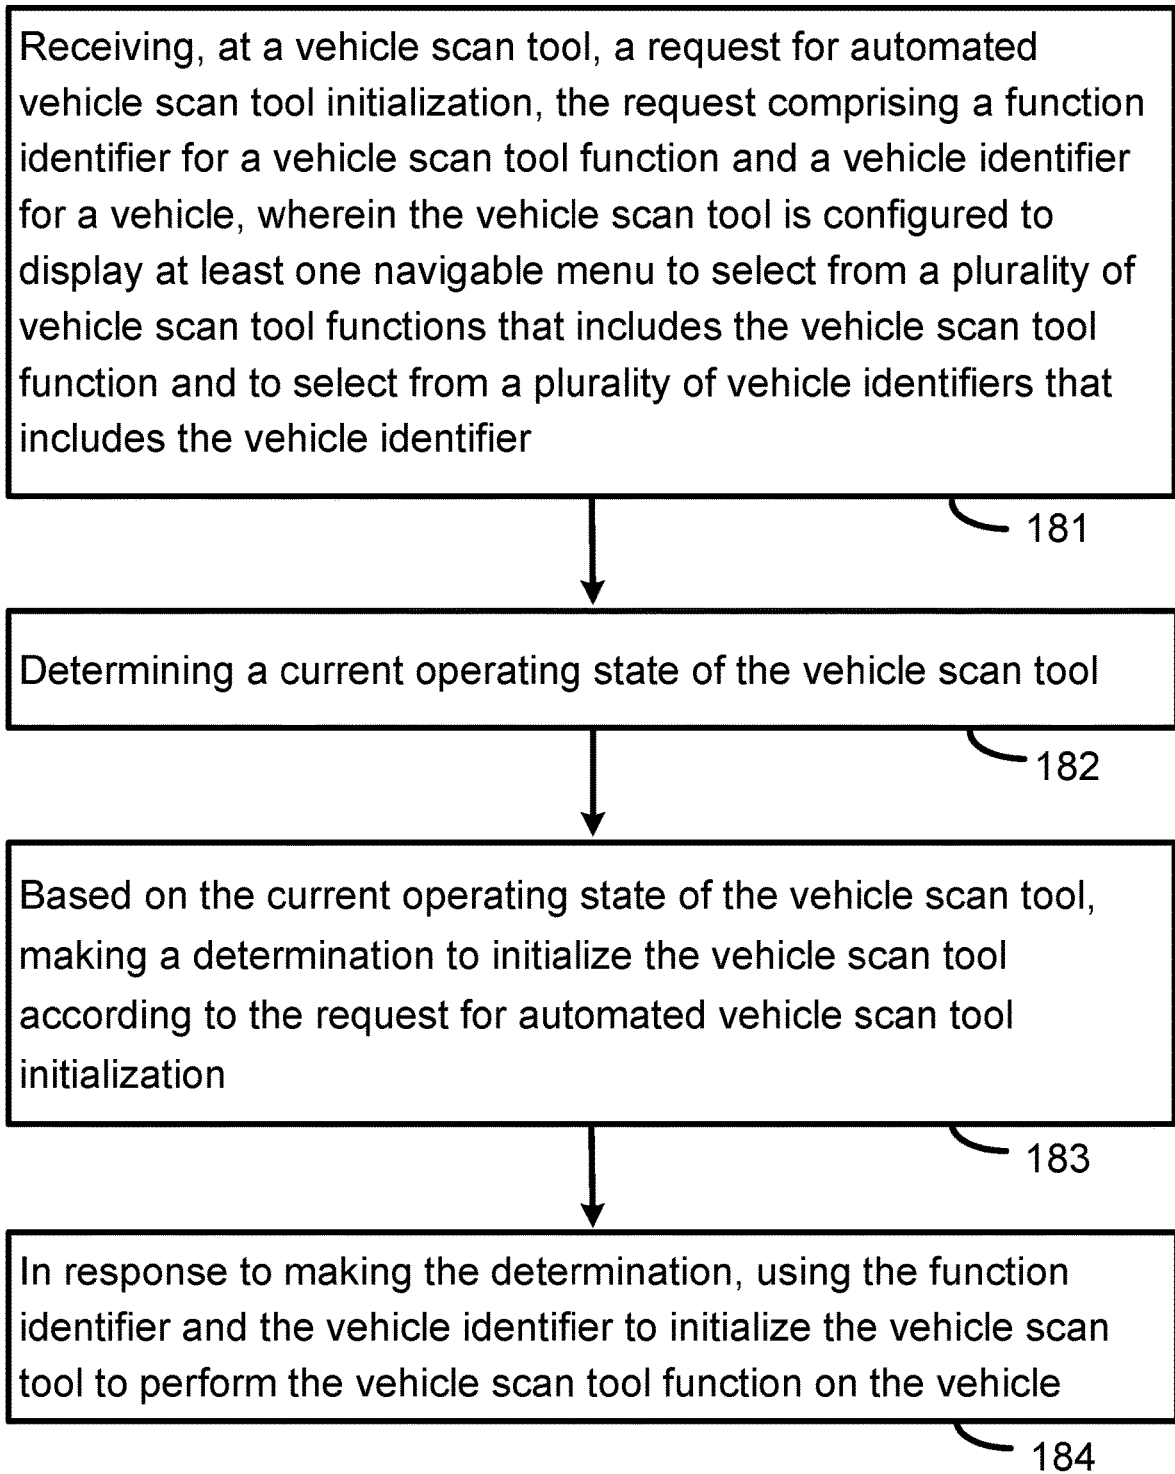 Receiving, at a vehicle scan tool, a request for automated
vehicle scan tool initialization, the request comprising a function
identifier for a vehicle scan tool function and a vehicle identifier
for a vehicle, wherein the vehicle scan tool is configured to
display at least one navigable menu to select from a plurality of
vehicle scan tool functions that includes the vehicle scan tool
function and to select from a plurality of vehicle identifiers that
includes the vehicle identifier
181
Determining a current operating state of the vehicle scan tool
182
Based on the current operating state of the vehicle scan tool,
making a determination to initialize the vehicle scan tool
according to the request for automated vehicle scan tool
initialization
183
In response to making the determination, using the function
identifier and the vehicle identifier to initialize the vehicle scan
tool to perform the vehicle scan tool function on the vehicle
184